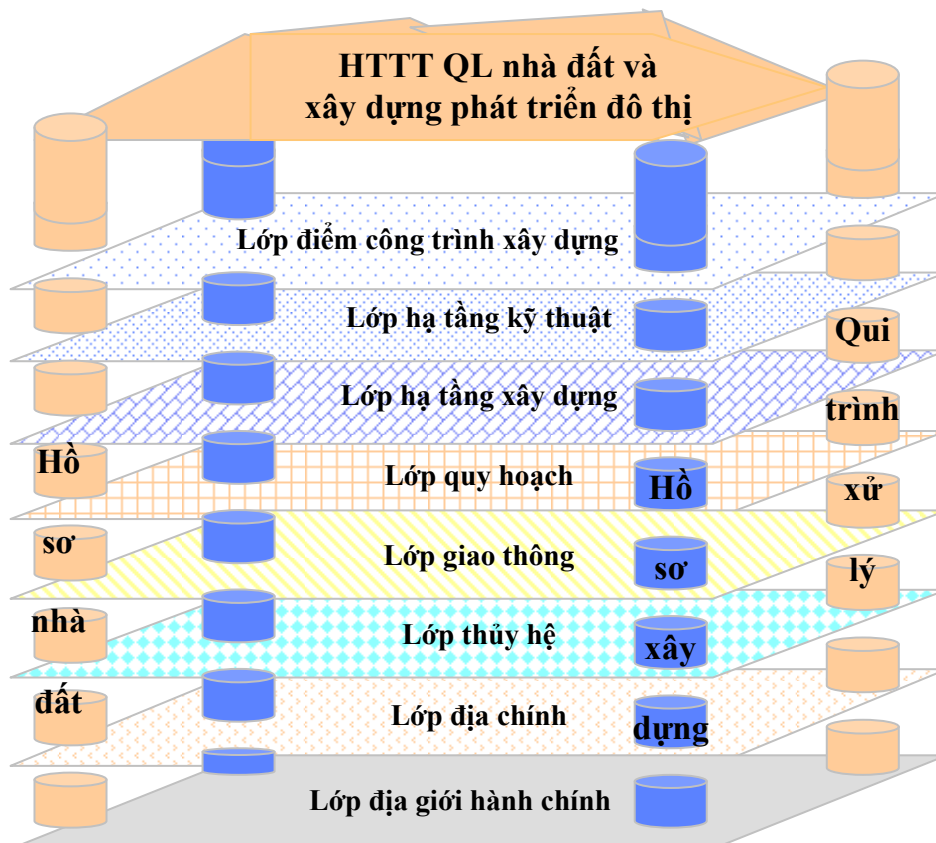 HTTT QL nhà đất và
xây dựng phát triển đô thị
Lớp điểm công trình xây dựng
Lớp hạ tầng kỹ thuật
Lớp hạ tầng xây dựng
Lớp quy hoạch
Lớp giao thông
Lớp thủy hệ
Lớp địa chính
Lớp địa giới hành chính
Hồ
sơ
nhà
đất
Hồ
sơ
xây
dựng
Qui
trình
xử
lý